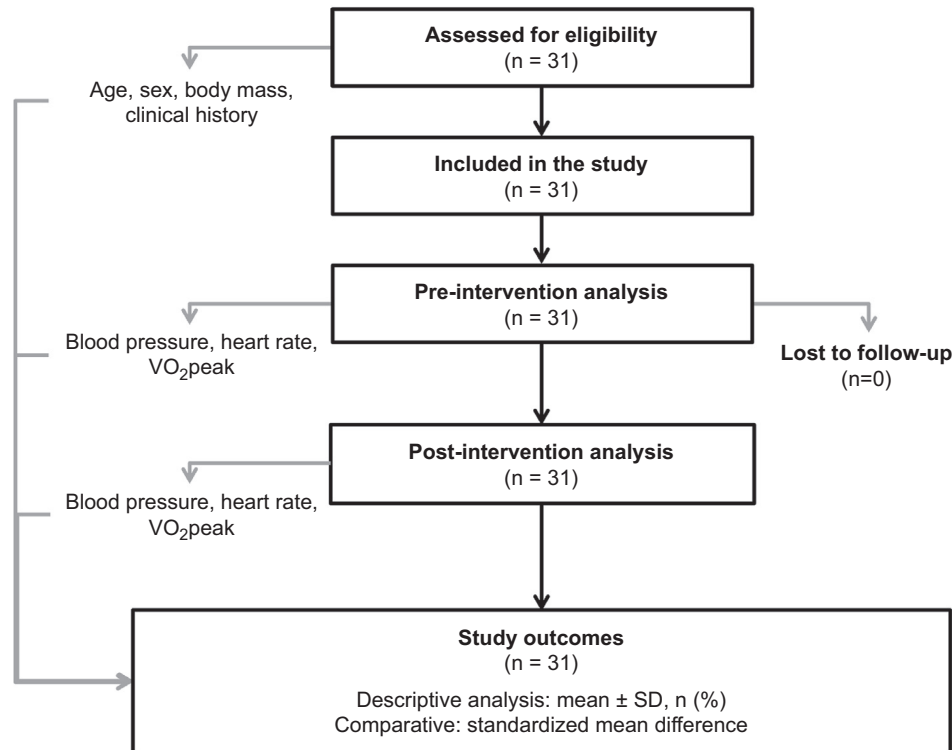 Assessed for eligibility
(n = 31)
Age, sex, body mass,
clinical history
Included in the study
(n = 31)
Pre-intervention analysis
(n = 31)
Blood pressure, heart rate,
VO₂peak
Lost to follow-up
(n=0)
Post-intervention analysis
(n = 31)
Blood pressure, heart rate,
VO₂peak
Study outcomes
(n = 31)
Descriptive analysis: mean ± SD, n (%)
Comparative: standardized mean difference